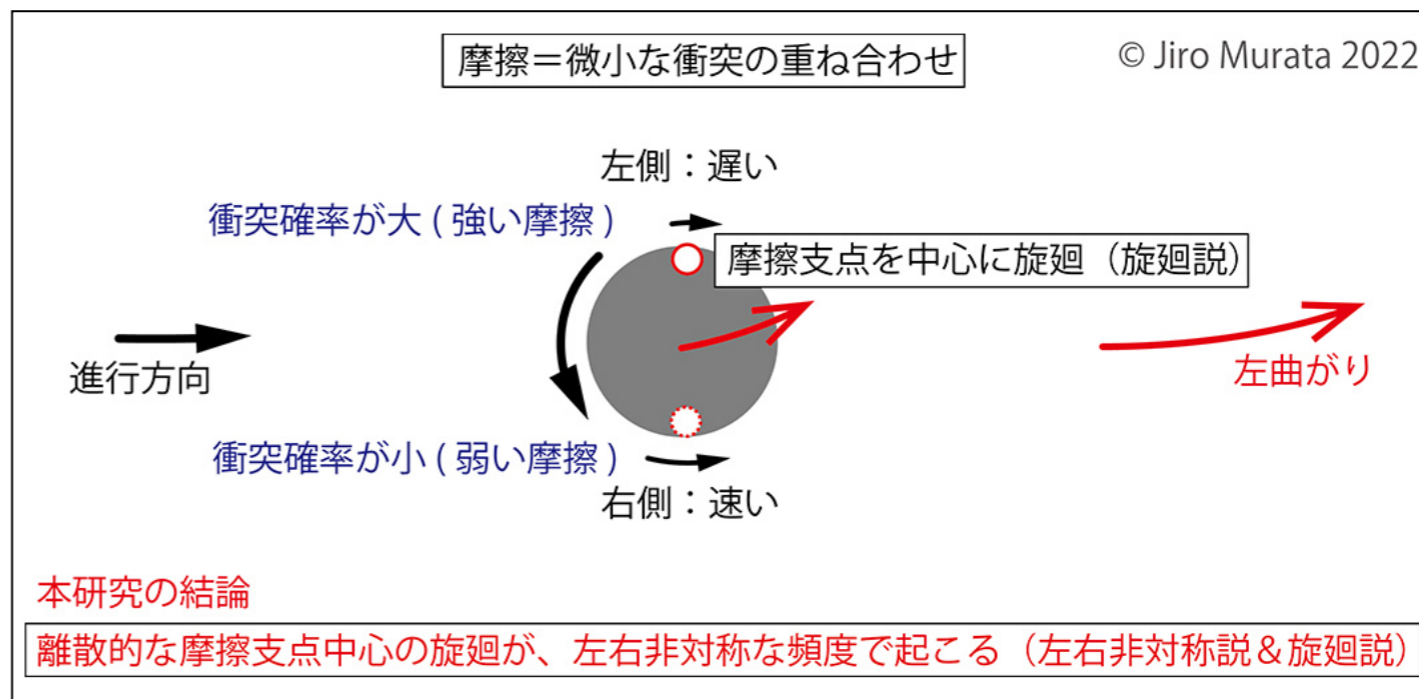 摩擦＝微小な衝突の重ね合わせ
© Jiro Murata 2022
左側：遅い
衝突確率が大 ( 強い摩擦 )
摩擦支点を中心に旋廻（旋廻説）
進行方向
左曲がり
衝突確率が小 ( 弱い摩擦 )
右側：速い
本研究の結論
離散的な摩擦支点中心の旋廻が、左右非対称な頻度で起こる（左右非対称説＆旋廻説）